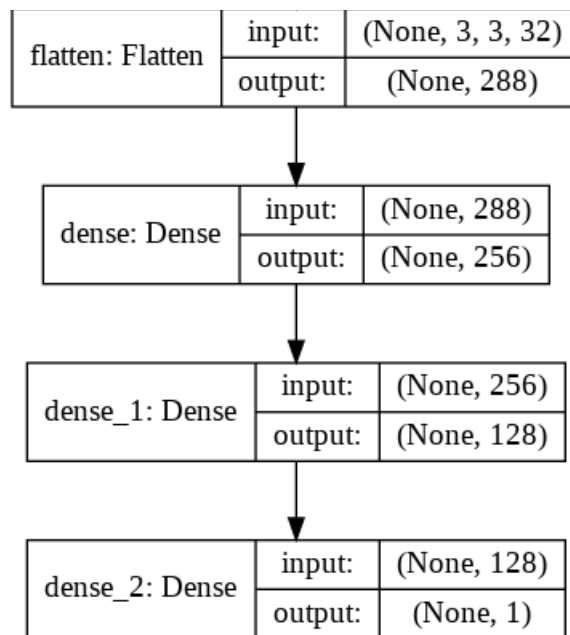 flatten: Flatten
input: (None, 3, 3, 32)
output: (None, 288)
dense: Dense
input: (None, 288)
output: (None, 256)
dense_1: Dense
input: (None, 256)
output: (None, 128)
dense_2: Dense
input: (None, 128)
output: (None, 1)